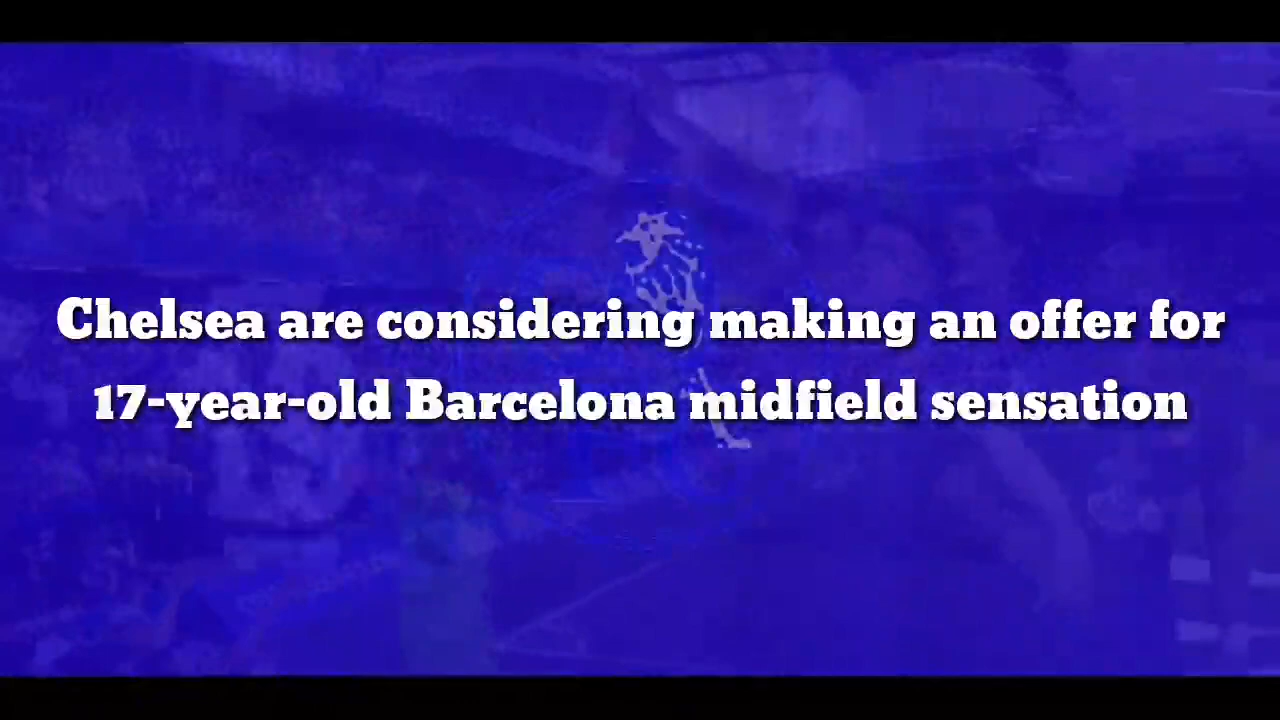 Chelsea are considering making an offer for
17-year-old Barcelona midfield sensation